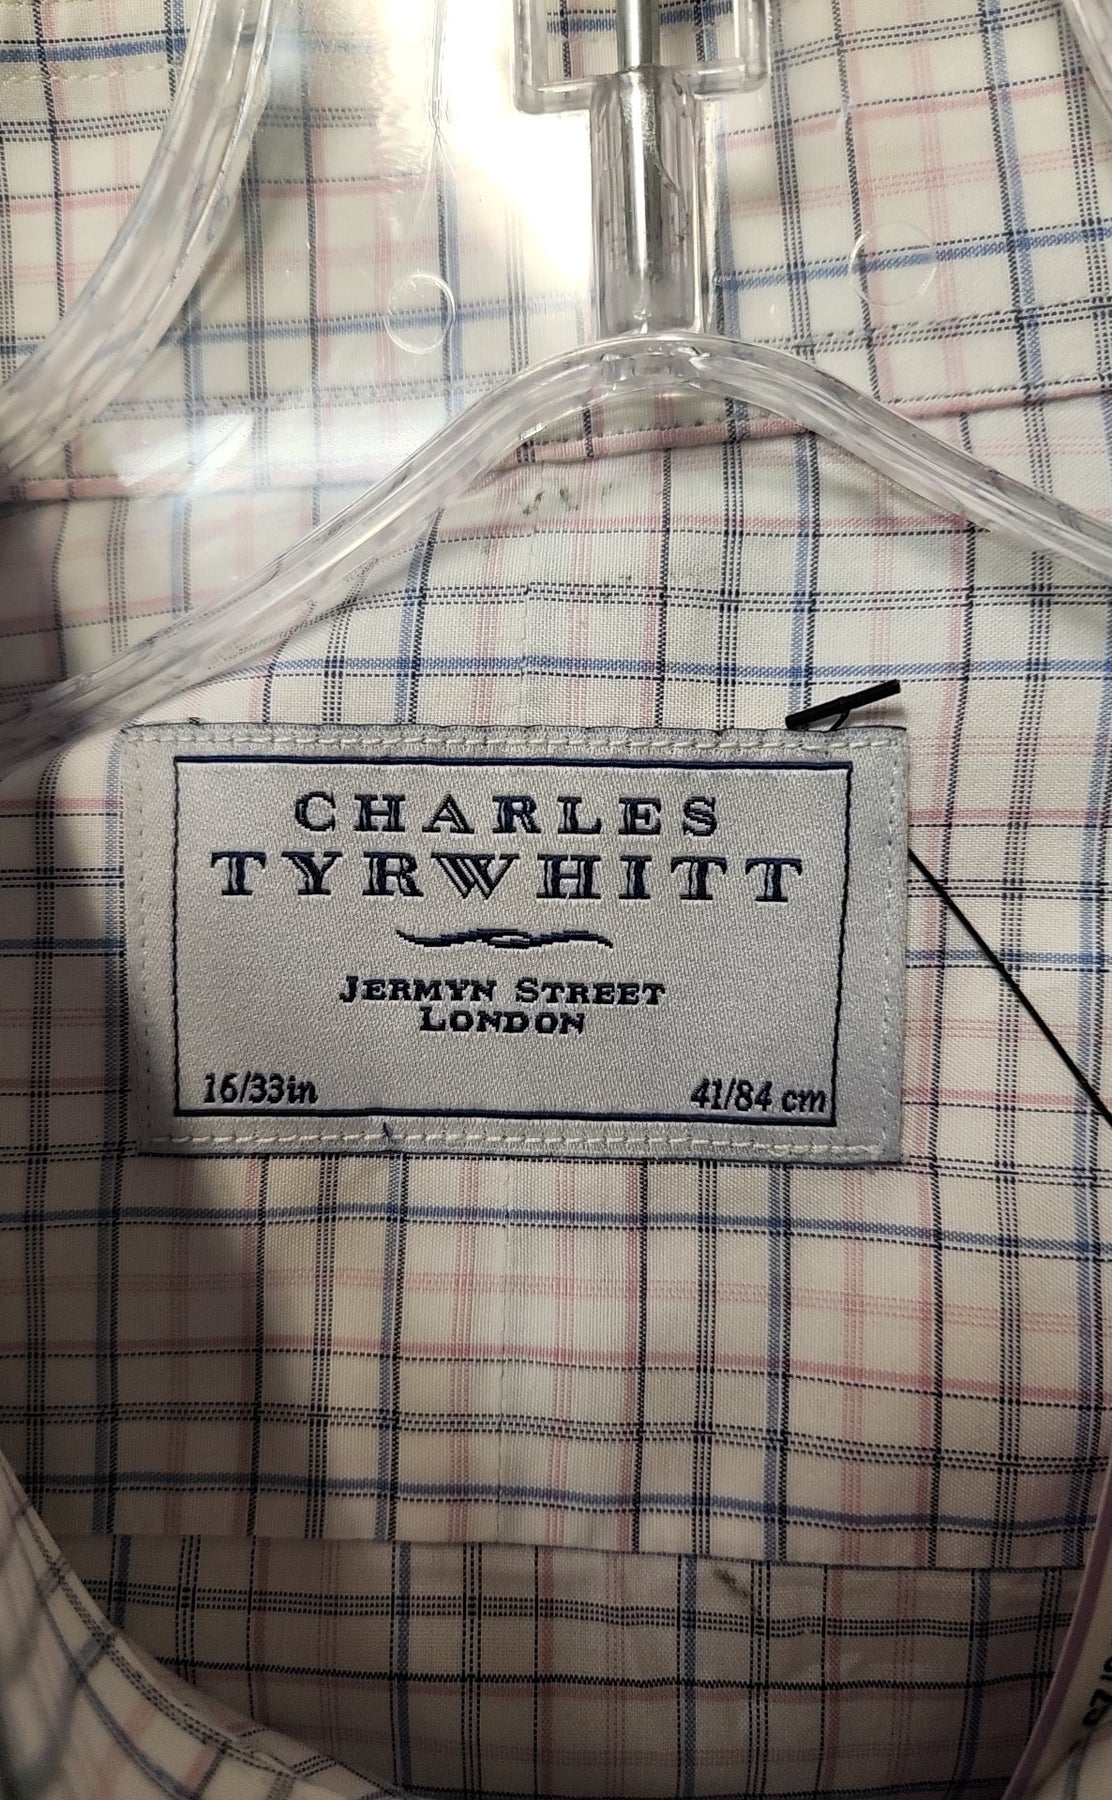 CHARLES
TYRWHITT
JERMYN STREET
LONDON
16/33in 41/84 cm